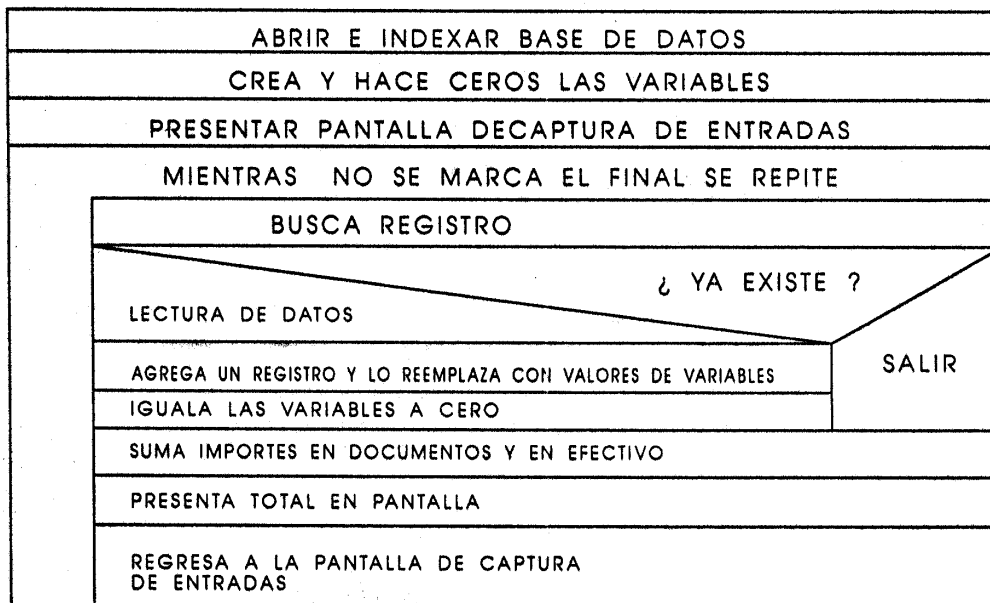 ABRIR E INDEXAR BASE DE DATOS
CREA Y HACE CEROS LAS VARIABLES
PRESENTAR PANTALLA DECAPTURA DE ENTRADAS
MIENTRAS NO SE MARCA EL FINAL SE REPITE
BUSCA REGISTRO
¿ YA EXISTE ?
LECTURA DE DATOS
SALIR
AGREGA UN REGISTRO Y LO REEMPLAZA CON VALORES DE VARIABLES
IGUALA LAS VARIABLES A CERO
SUMA IMPORTES EN DOCUMENTOS Y EN EFECTIVO
PRESENTA TOTAL EN PANTALLA
REGRESA A LA PANTALLA DE CAPTURA
DE ENTRADAS